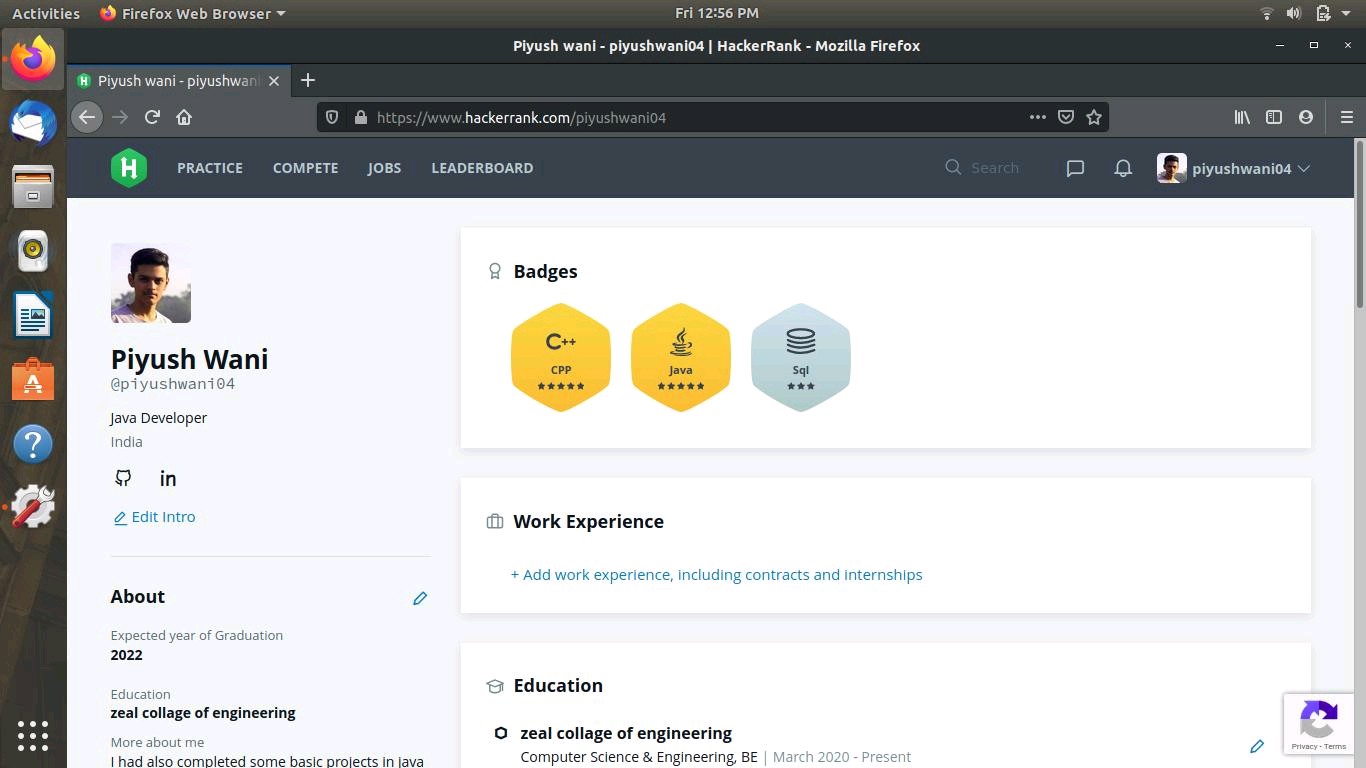 Activities
Firefox Web Browser
Fri 12:56 PM
Piyush wani - piyushwani04 | HackerRank - Mozilla Firefox
Piyush wani - piyushwani
https://www.hackerrank.com/piyushwani04
H
PRACTICE
COMPETE
JOBS
LEADERBOARD
Search
piyushwani04
Piyush Wani
@piyushwani04
Java Developer
India
in
Edit Intro
About
Expected year of Graduation
2022
Education
zeal collage of engineering
More about me
I had also completed some basic projects in java
Badges
C++
CPP
Java
Sql
Work Experience
+ Add work experience, including contracts and internships
Education
zeal collage of engineering
Computer Science & Engineering, BE | March 2020 - Present
Privacy - Terms